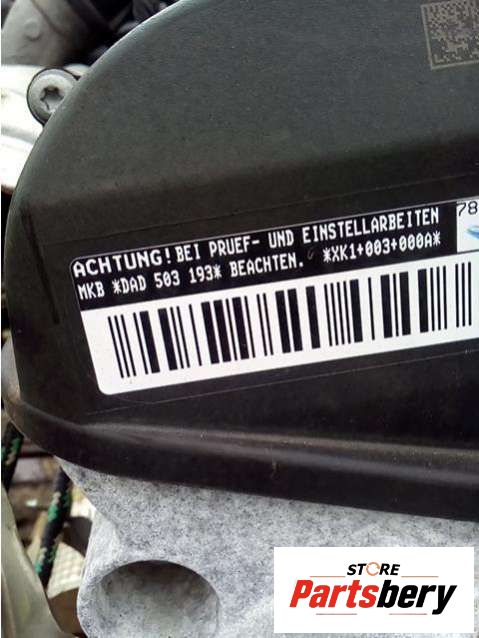 78
ACHTUNG! BEI PRUEF- UND EINSTELLARBEITEN
MKB *DAD 503 193* BEACHTEN. *XK1+003+000A*
STORE
Partsbery